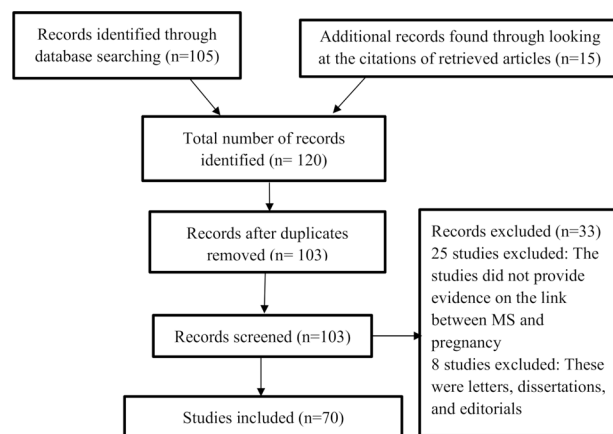 Records identified through
database searching (n=105)
Additional records found through looking
at the citations of retrieved articles (n=15)
Total number of records
identified (n= 120)
Records after duplicates
removed (n= 103)
Records screened (n=103)
Records excluded (n=33)
25 studies excluded: The
studies did not provide
evidence on the link
between MS and
pregnancy
8 studies excluded: These
were letters, dissertations,
and editorials
Studies included (n=70)